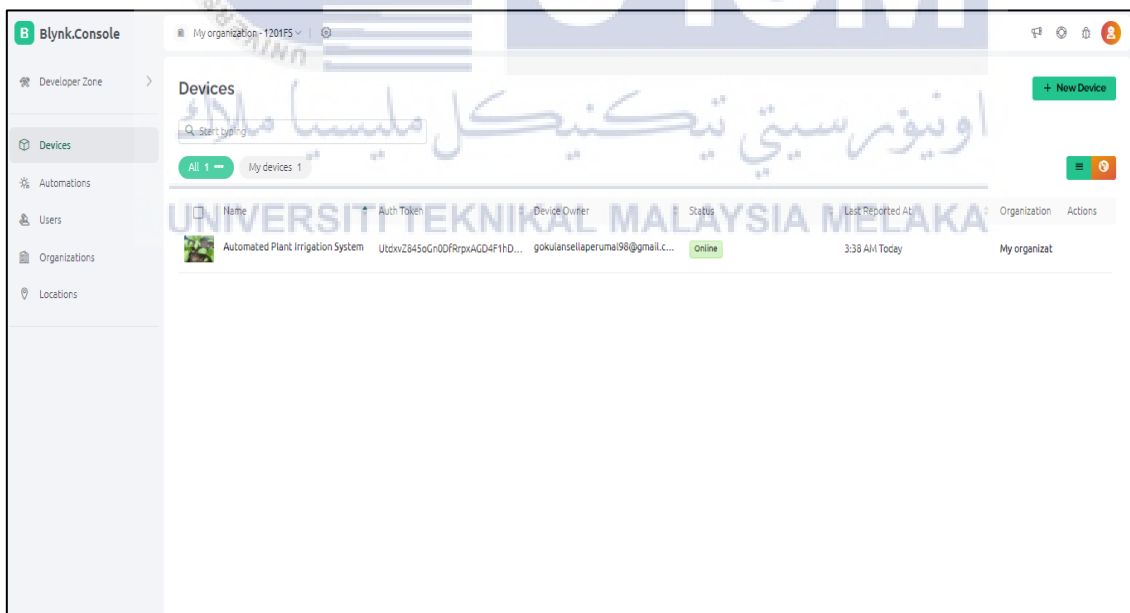 B Blynk.Console
My organization - 1201FS
Developer Zone
Devices
+ New Device
Start typing
اونيۏرسيتي تيكنيكل مليسيا ملاك
Devices
All 1
My devices 1
Automations
Users
Organizations
Locations
UNIVERSITI TEKNIKAL MALAYSIA MELAKA
Name Auth Token Device Owner Status Last Reported At Organization Actions
Automated Plant Irrigation System UtdxvZ845oGn0DfRrpxAGD4F1hD... gokulansellaperumal98@gmail.c... Online 3:38 AM Today My organizat